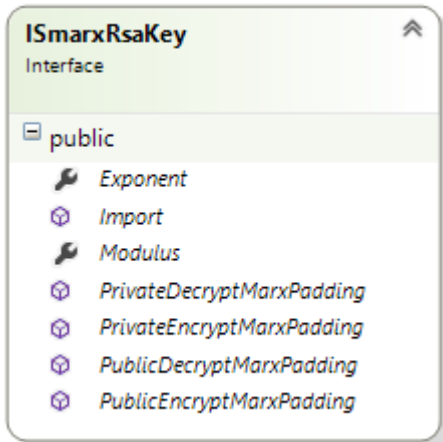 ISmarxRsaKey
Interface
public
Exponent
Import
Modulus
PrivateDecryptMarxPadding
PrivateEncryptMarxPadding
PublicDecryptMarxPadding
PublicEncryptMarxPadding